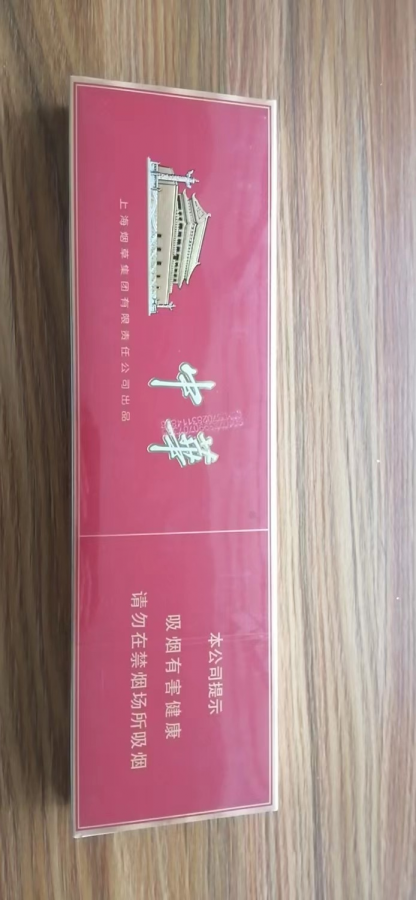 中華
上海烟草集团有限责任公司出品
本公司提示
吸烟有害健康
请勿在禁烟场所吸烟